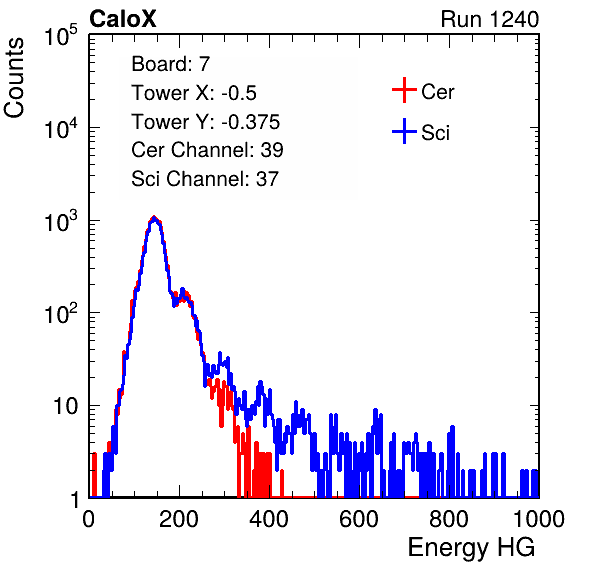 CaloX Run 1240
Counts
10^5
10^4
10^3
10^2
10
1
Board: 7
Tower X: -0.5
Tower Y: -0.375
Cer Channel: 39
Sci Channel: 37
Cer
Sci
0 200 400 600 800 1000
Energy HG